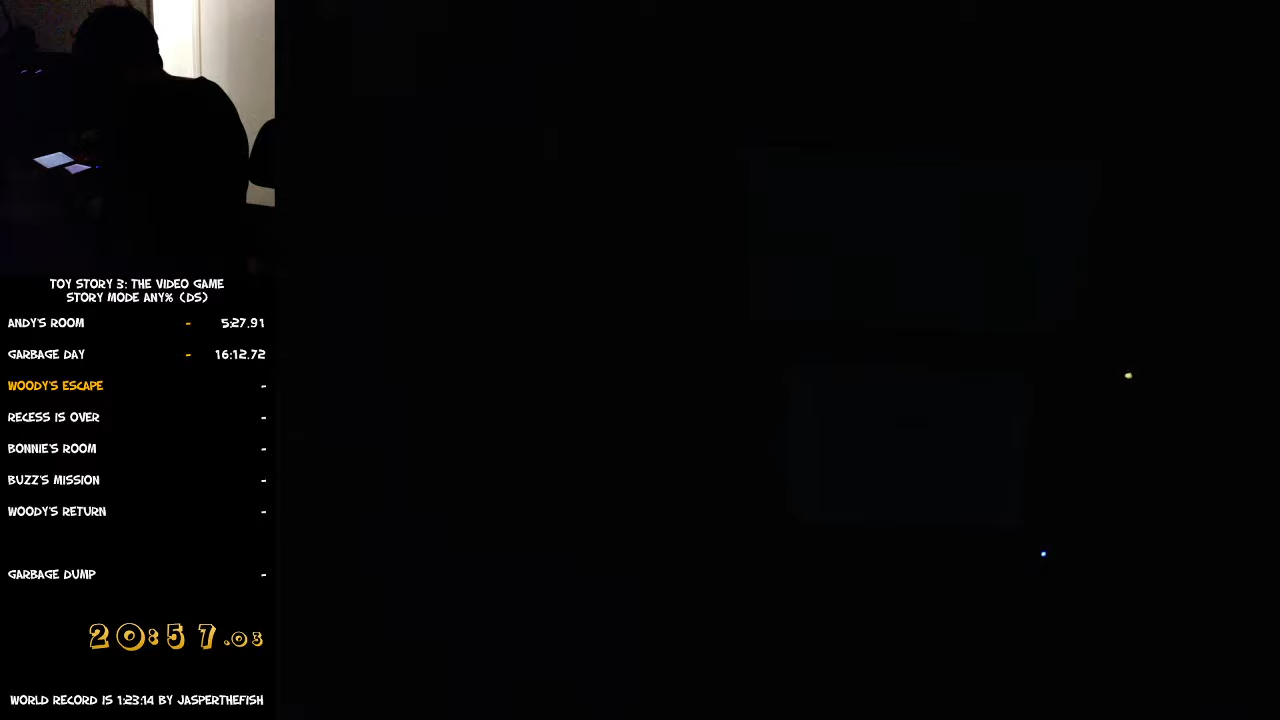 TOY STORY 3: THE VIDEO GAME
STORY MODE ANY% (DS)
ANDY'S ROOM - 5:27.91
GARBAGE DAY - 16:12.72
WOODY'S ESCAPE -
RECESS IS OVER -
BONNIE'S ROOM -
BUZZ'S MISSION -
WOODY'S RETURN -
GARBAGE DUMP -
20:57.03
WORLD RECORD IS 1:23:14 BY JASPERTHEFISH